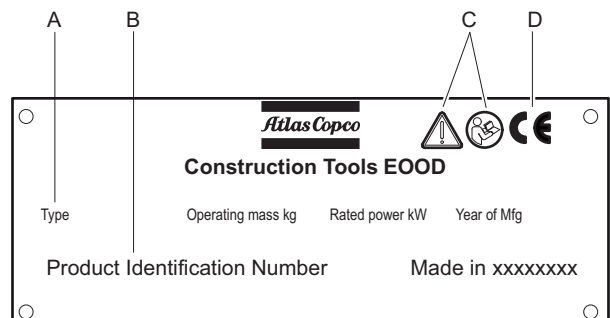 A B C D
Atlas Copco
CE
Construction Tools EOOD
Type Operating mass kg Rated power kW Year of Mfg
Product Identification Number Made in xxxxxxxx